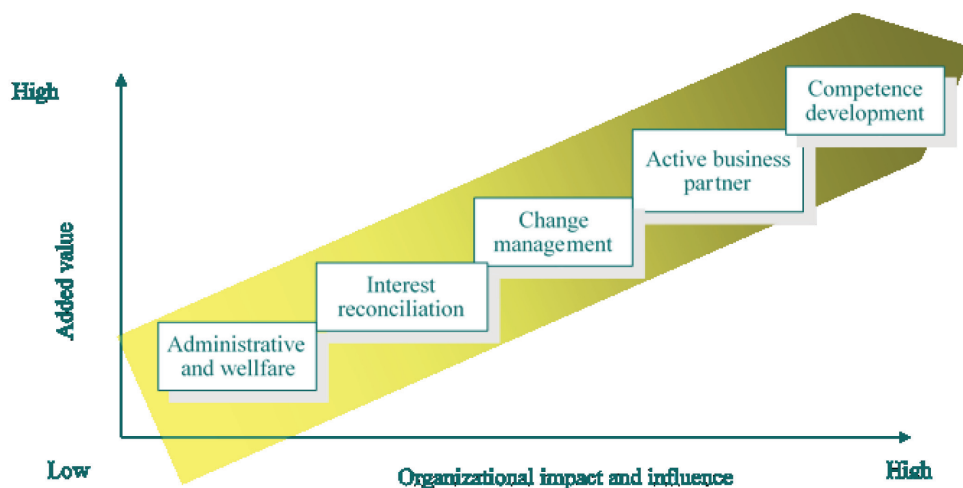 High
Added value
Competence
development
Active business
partner
Change
management
Interest
reconciliation
Administrative
and wellfare
Low
Organizational impact and influence
High